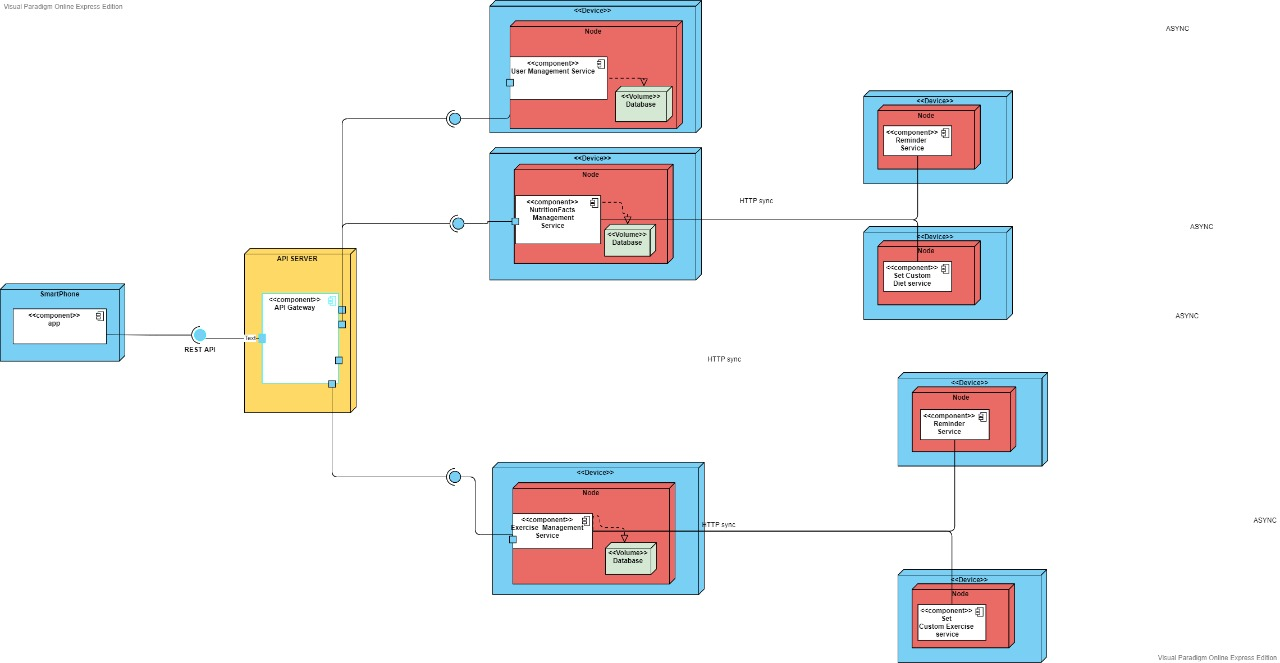 Visual Paradigm Online Express Edition
<<Device>>
Node
<<component>>
User Management Service
<<Volume>>
Database
ASYNC
<<Device>>
Node
<<component>>
Reminder
Service
<<Device>>
Node
<<component>>
NutritionFacts
Management
Service
<<Volume>>
Database
HTTP sync
ASYNC
<<Device>>
Node
<<component>>
Set Custom
Diet service
ASYNC
API SERVER
<<component>>
API Gateway
SmartPhone
<<component>>
app
REST API
Text
HTTP sync
<<Device>>
Node
<<component>>
Reminder
Service
<<Device>>
Node
<<component>>
Exercise Management
Service
<<Volume>>
Database
HTTP sync
ASYNC
<<Device>>
Node
<<component>>
Set
Custom Exercise
service
Visual Paradigm Online Express Edition